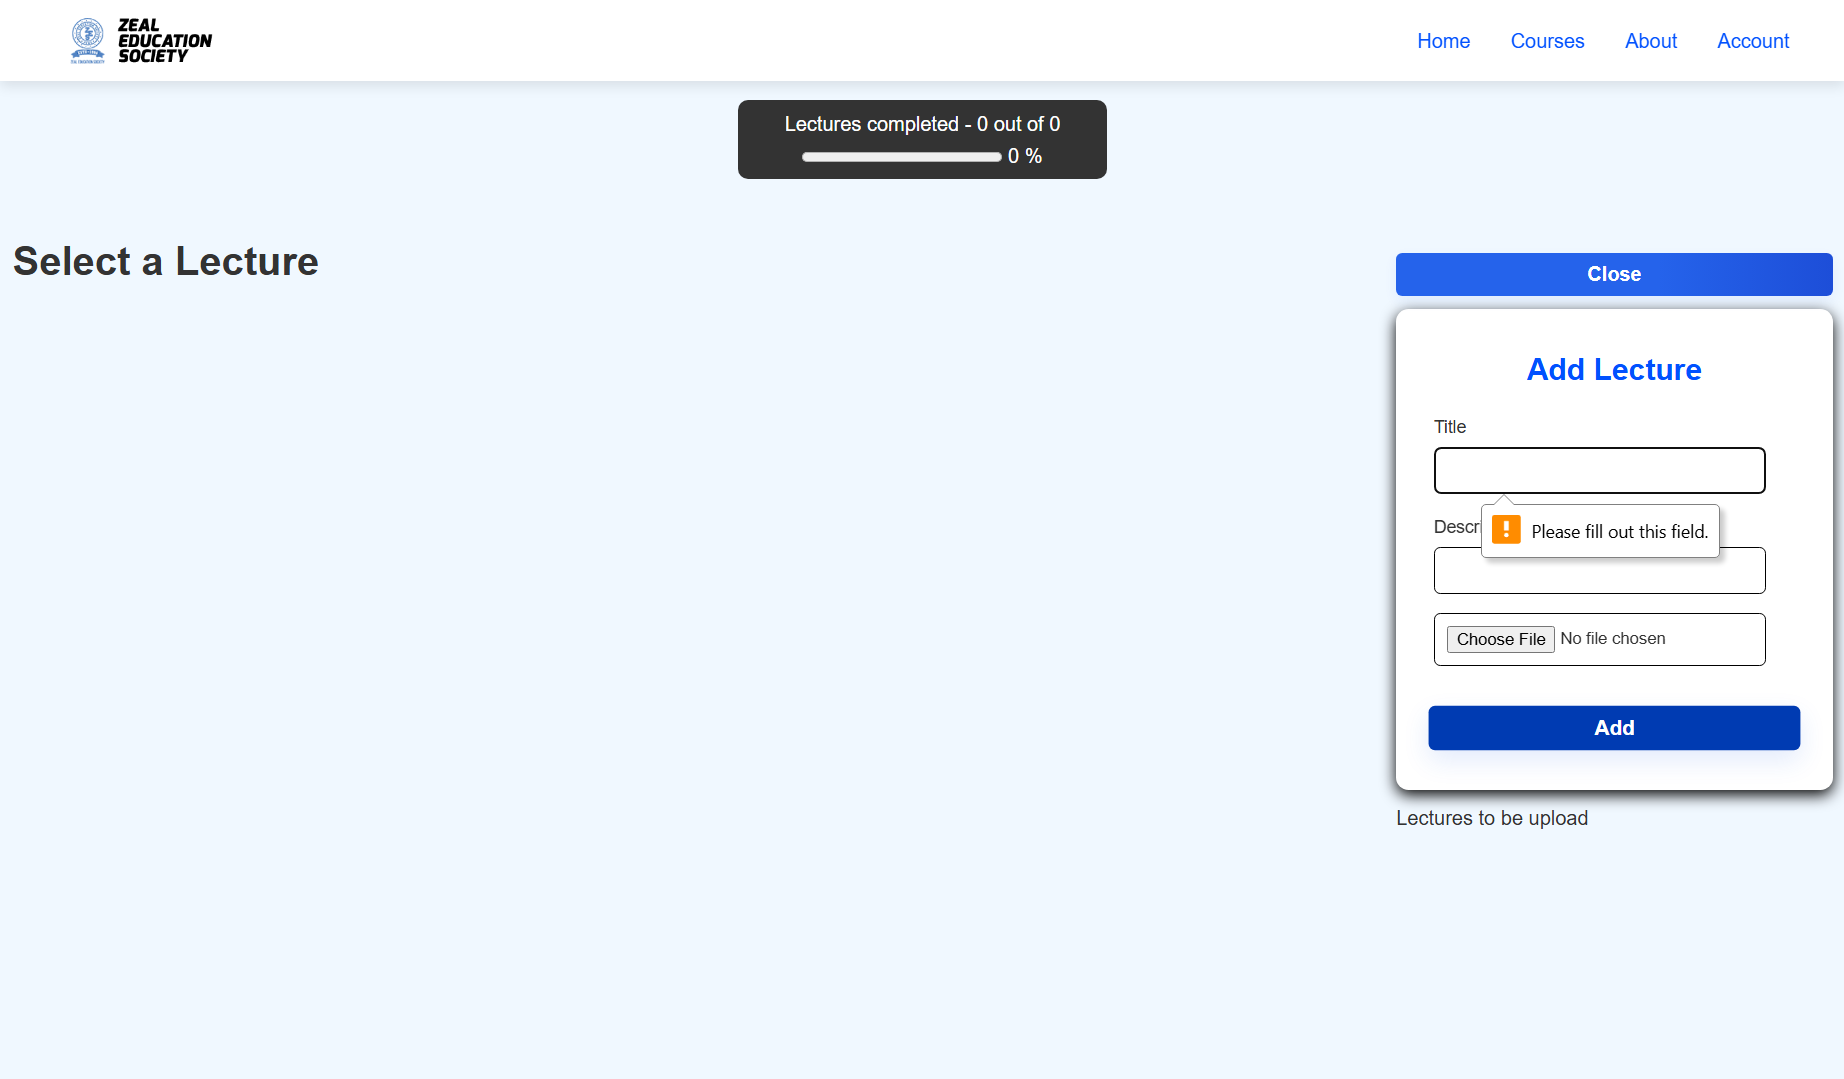 ZEAL
EDUCATION
SOCIETY
Home
Courses
About
Account
Lectures completed - 0 out of 0
0 %
Select a Lecture
Close
Add Lecture
Title
Descri
Please fill out this field.
Choose File No file chosen
Add
Lectures to be upload